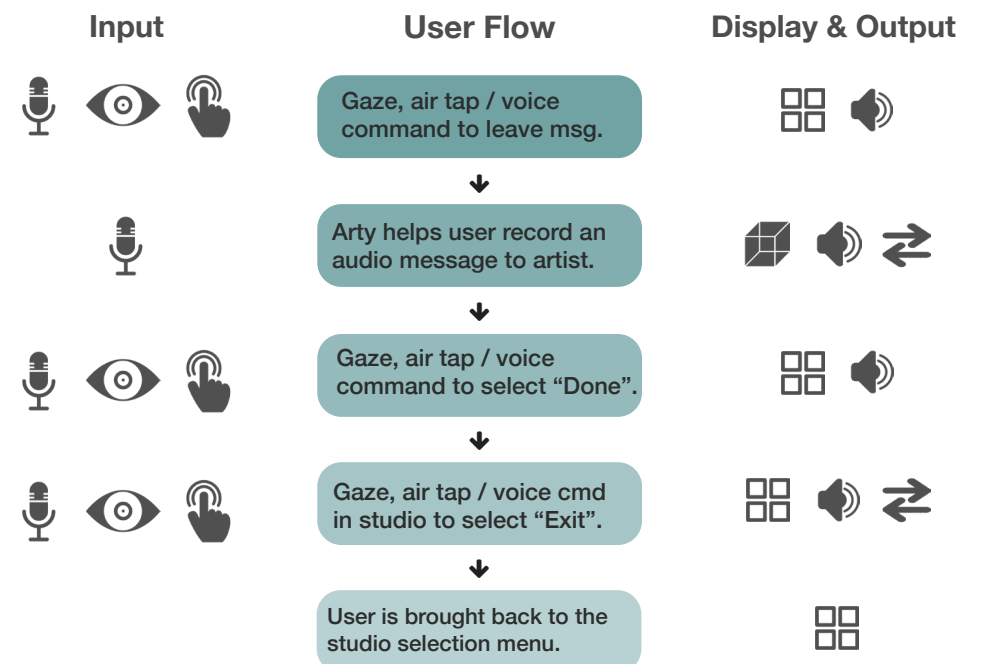 Input
User Flow
Display & Output
Gaze, air tap / voice
command to leave msg.
Arty helps user record an
audio message to artist.
Gaze, air tap / voice
command to select “Done”.
Gaze, air tap / voice cmd
in studio to select “Exit”.
User is brought back to the
studio selection menu.